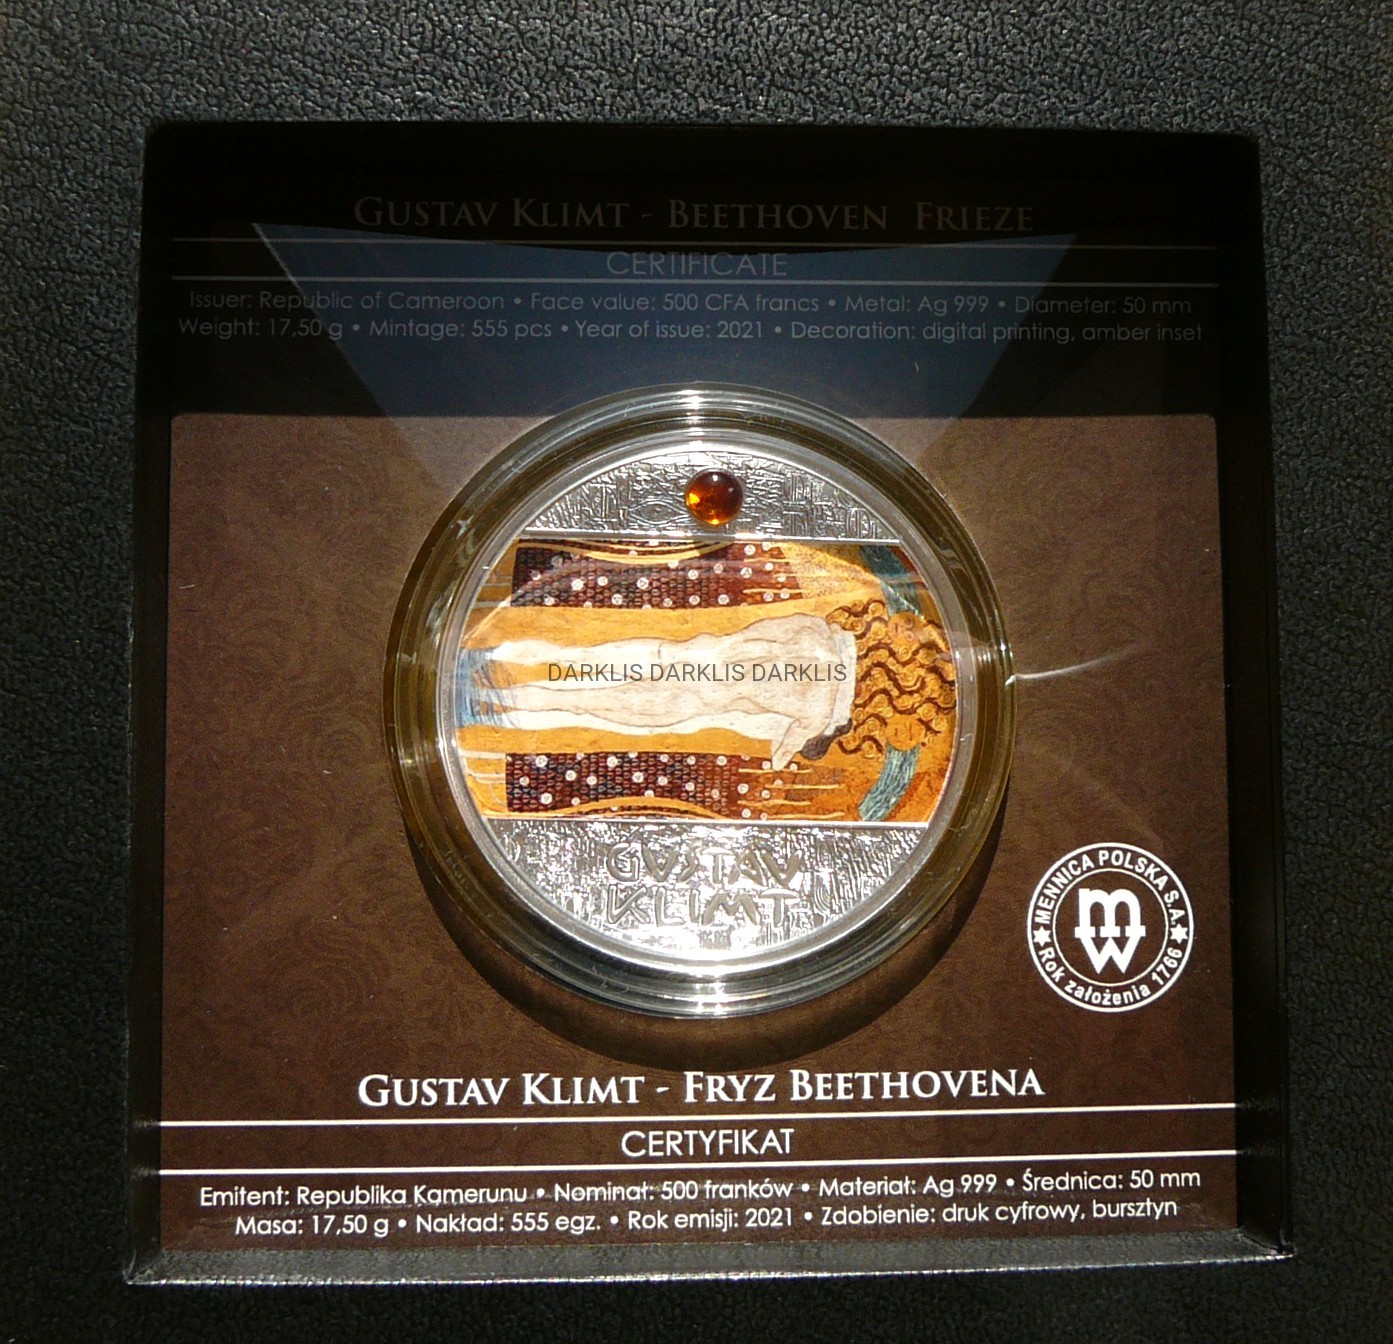 GUSTAV KLIMT - BEETHOVEN FRIEZE
CERTIFICATE
Issuer: Republic of Cameroon • Face value: 500 CFA francs • Metal: Ag 999 • Diameter: 50 mm
Weight: 17,50 g • Mintage: 555 pcs • Year of issue: 2021 • Decoration: digital printing, amber inset
DARKLIS DARKLIS DARKLIS
GUSTAV
KLIMT
MENNICA POLSKA S.A.
mw
Rok założenia 1766
GUSTAV KLIMT - FRYZ BEETHOVENA
CERTYFIKAT
Emitent: Republika Kamerunu • Nominał: 500 franków • Materiał: Ag 999 • Średnica: 50 mm
Masa: 17,50 g • Nakład: 555 egz. • Rok emisji: 2021 • Zdobienie: druk cyfrowy, bursztyn